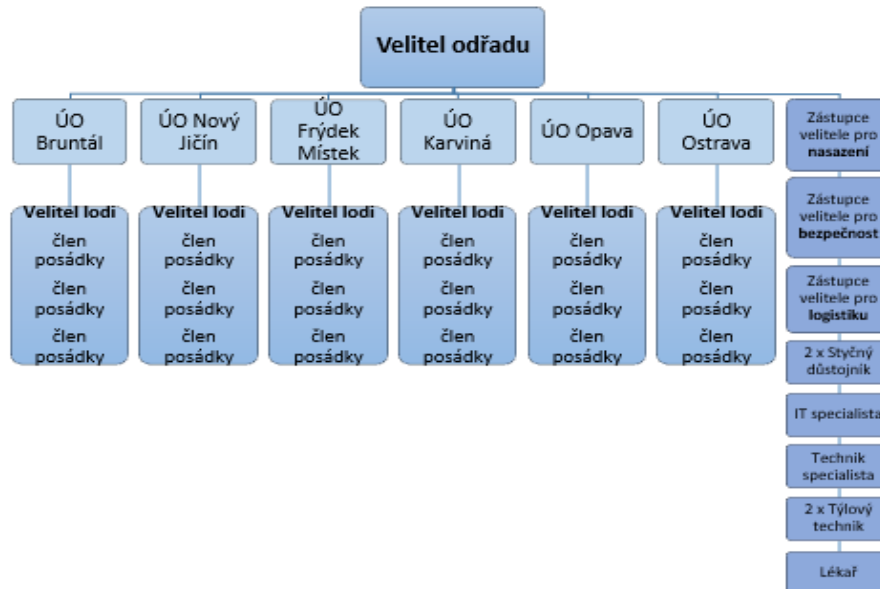 Velitel odřadu
ÚO
Bruntál
ÚO Nový
Jičín
ÚO
Frýdek
Místek
ÚO
Karviná
ÚO Opava
ÚO
Ostrava
Velitel lodi
člen
posádky
člen
posádky
člen
posádky
Velitel lodi
člen
posádky
člen
posádky
člen
posádky
Velitel lodi
člen
posádky
člen
posádky
člen
posádky
Velitel lodi
člen
posádky
člen
posádky
člen
posádky
Velitel lodi
člen
posádky
člen
posádky
člen
posádky
Velitel lodi
člen
posádky
člen
posádky
člen
posádky
Zástupce
velitele pro
nasazení
Zástupce
velitele pro
bezpečnost
Zástupce
velitele pro
logistiku
2 x Styčný
důstojník
IT specialista
Technik
specialista
2 x Týlový
technik
Lékař